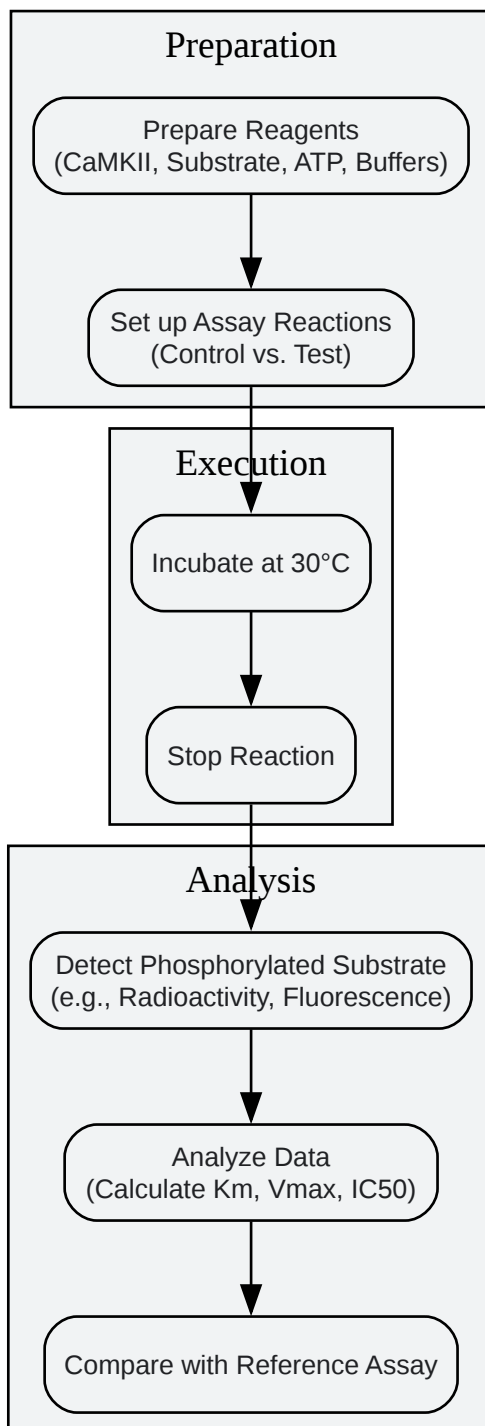 Preparation
Prepare Reagents
(CaMKII, Substrate, ATP, Buffers)
Set up Assay Reactions
(Control vs. Test)
Execution
Incubate at 30°C
Stop Reaction
Analysis
Detect Phosphorylated Substrate
(e.g., Radioactivity, Fluorescence)
Analyze Data
(Calculate Km, Vmax, IC50)
Compare with Reference Assay